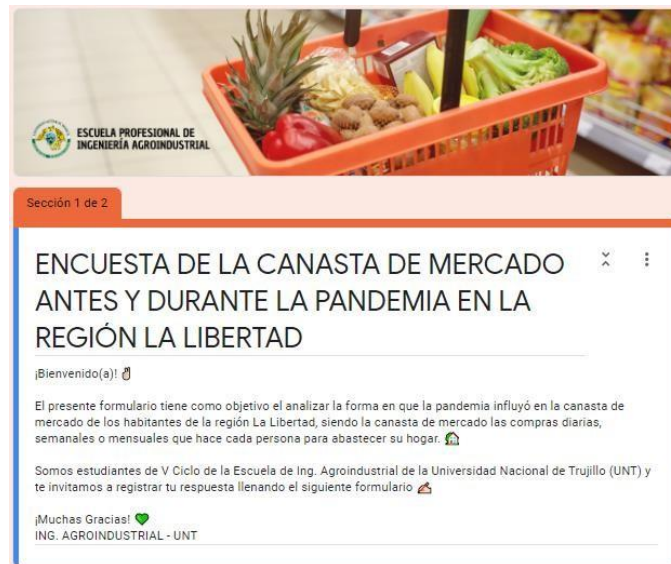 ESCUELA PROFESIONAL DE
INGENIERÍA AGROINDUSTRIAL
Sección 1 de 2
ENCUESTA DE LA CANASTA DE MERCADO
ANTES Y DURANTE LA PANDEMIA EN LA
REGIÓN LA LIBERTAD
¡Bienvenido(a)! ✌
El presente formulario tiene como objetivo el analizar la forma en que la pandemia influyó en la canasta de
mercado de los habitantes de la región La Libertad, siendo la canasta de mercado las compras diarias,
semanales o mensuales que hace cada persona para abastecer su hogar. 🏡
Somos estudiantes de V Ciclo de la Escuela de Ing. Agroindustrial de la Universidad Nacional de Trujillo (UNT) y
te invitamos a registrar tu respuesta llenando el siguiente formulario ✍
¡Muchas Gracias! 💚
ING. AGROINDUSTRIAL - UNT